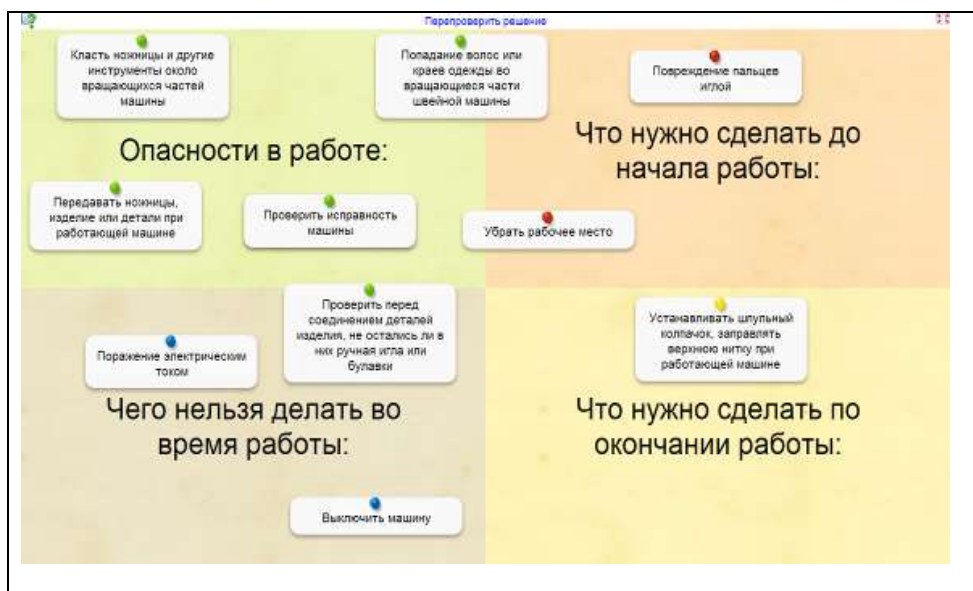 Перепроверить решение
Класть ножницы и другие
инструменты около
вращающихся частей
машины
Попадание волос или
краев одежды во
вращающиеся части
швейной машины
Повреждение пальцев
иглой
Опасности в работе:
Что нужно сделать до
начала работы:
Передавать ножницы,
изделие или детали при
работающей машине
Проверить исправность
машины
Убрать рабочее место
Проверить перед
соединением деталей
изделия, не остались ли в
них ручная игла или
булавки
Поражение электрическим
током
Устанавливать шпульный
колпачок, заправлять
верхнюю нитку при
работающей машине
Чего нельзя делать во
время работы:
Что нужно сделать по
окончании работы:
Выключить машину